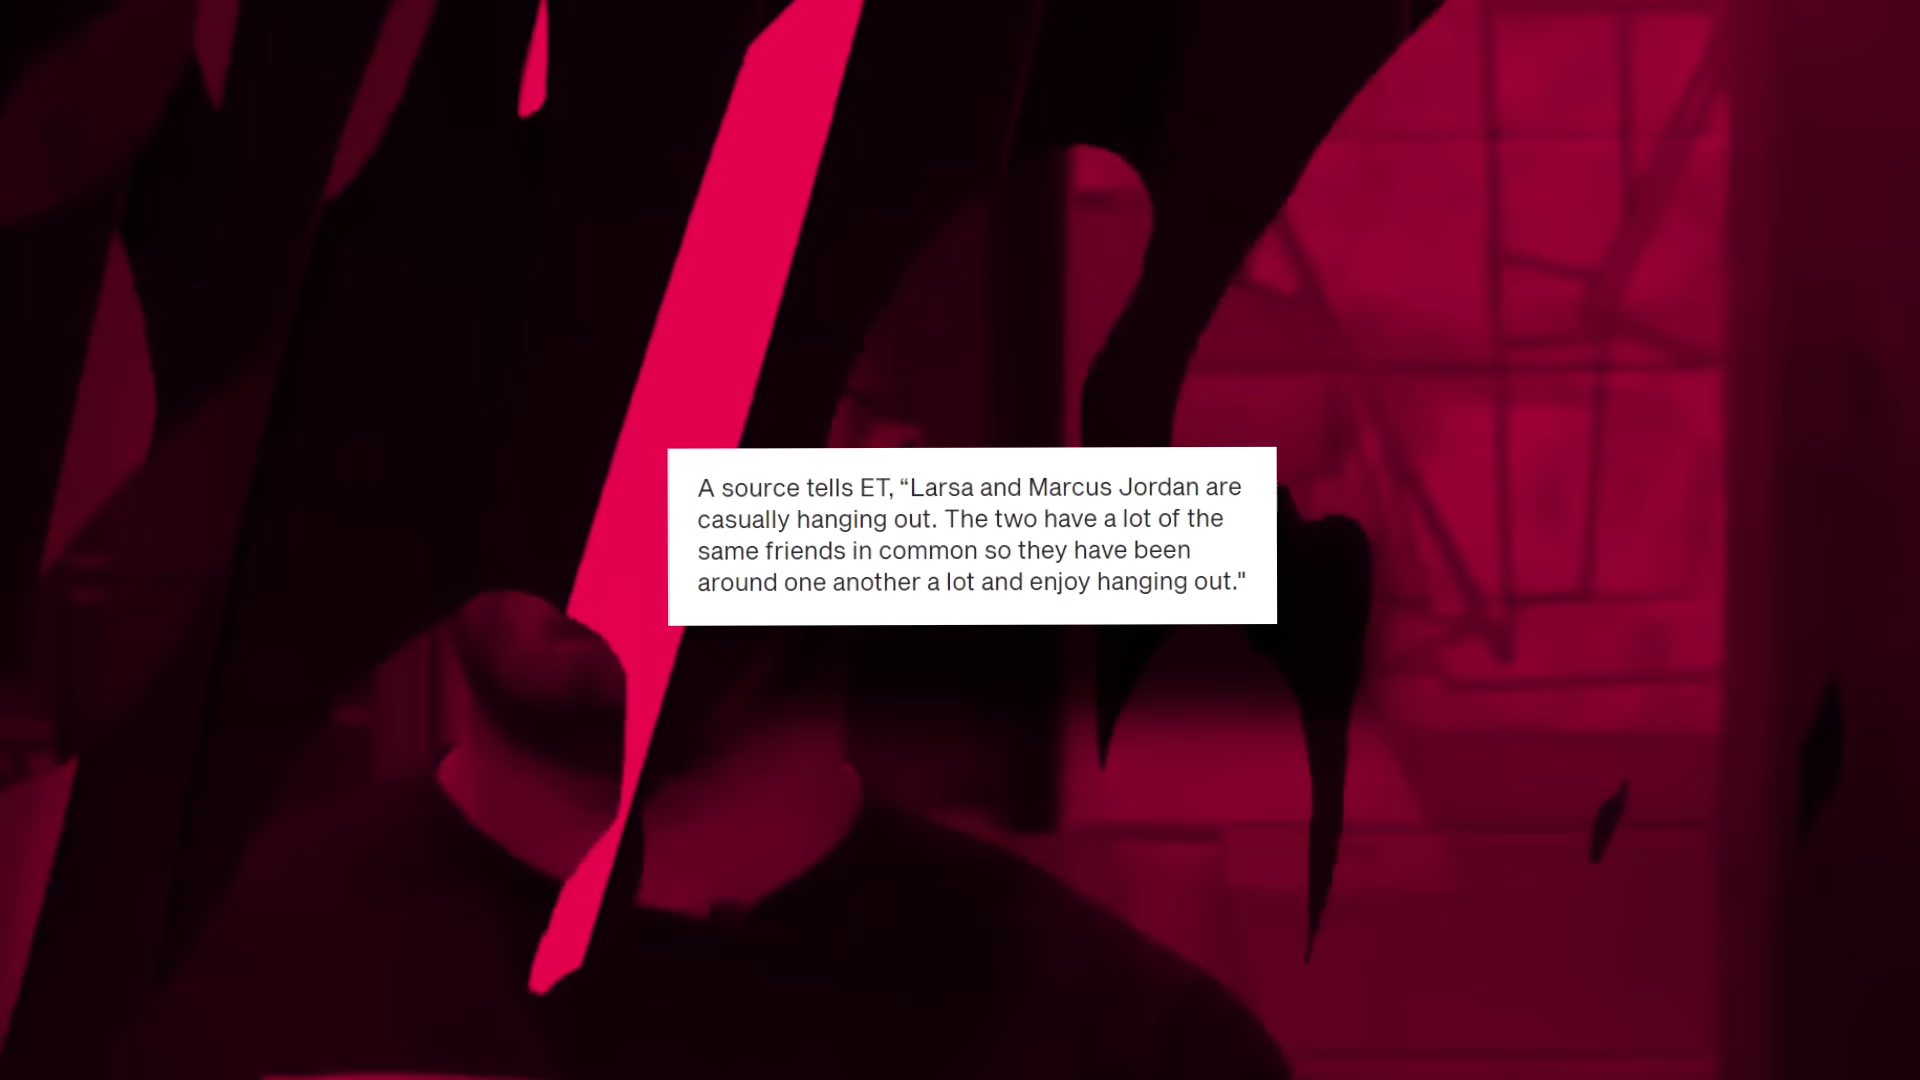 A source tells ET, “Larsa and Marcus Jordan are
casually hanging out. The two have a lot of the
same friends in common so they have been
around one another a lot and enjoy hanging out."